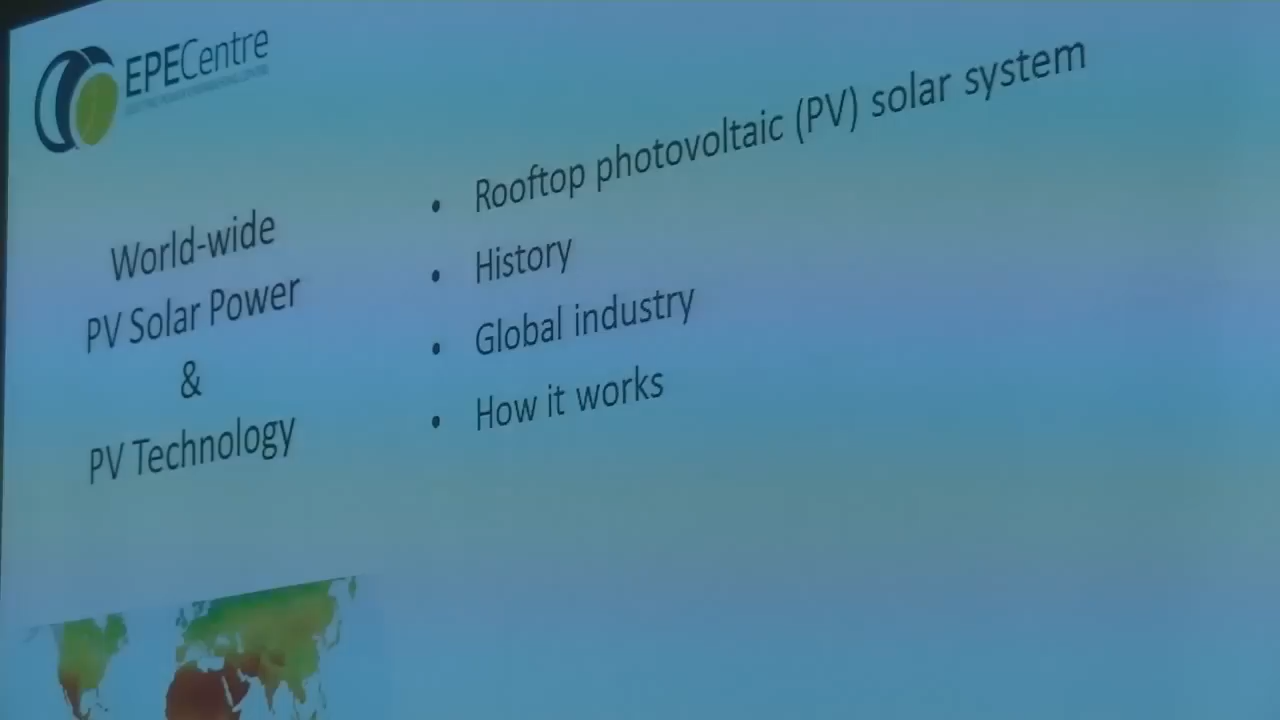 EPECentre
World-wide
PV Solar Power
&
PV Technology
• Rooftop photovoltaic (PV) solar system
• History
• Global industry
• How it works